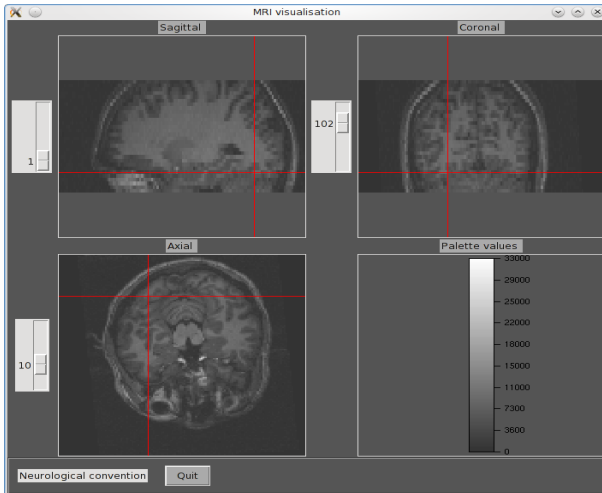 MRI visualisation
Sagittal
Coronal
1
102
Axial
Palette values
10
33000
29000
25000
22000
18000
15000
11000
7300
3600
0
Neurological convention
Quit